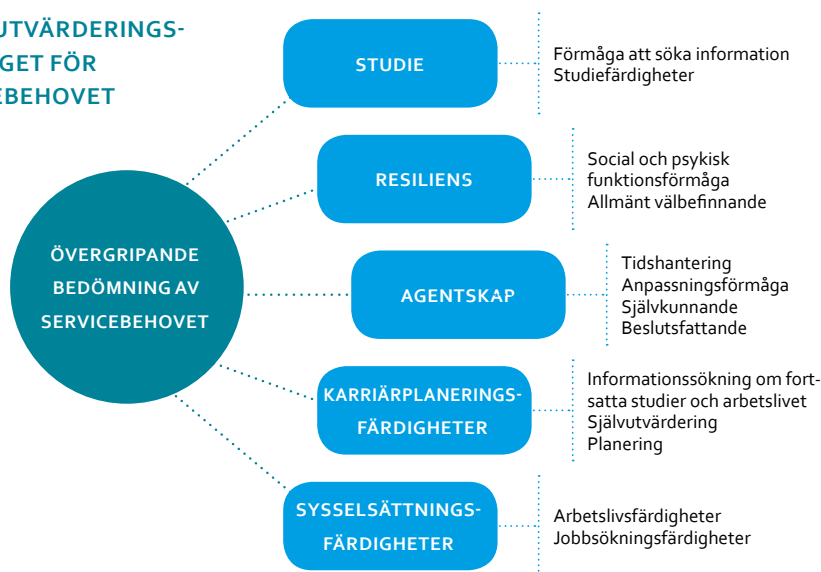 UTVÄRDERINGS-
GET FÖR
EBEHOVET
STUDIE
Förmåga att söka information
Studiefärdigheter
RESILIENS
Social och psykisk
funktionsförmåga
Allmänt välbefinnande
ÖVERGRIPANDE
BEDÖMNING AV
SERVICEBEHOVET
AGENTSKAP
Tidshantering
Anpassningsförmåga
Självkunnande
Beslutsfattande
KARRIÄRPLANERINGS-
FÄRDIGHETER
Informationssökning om fort-
satta studier och arbetslivet
Självutvärdering
Planering
SYSSELSÄTTNINGS-
FÄRDIGHETER
Arbetslivsfärdigheter
Jobbsökningsfärdigheter